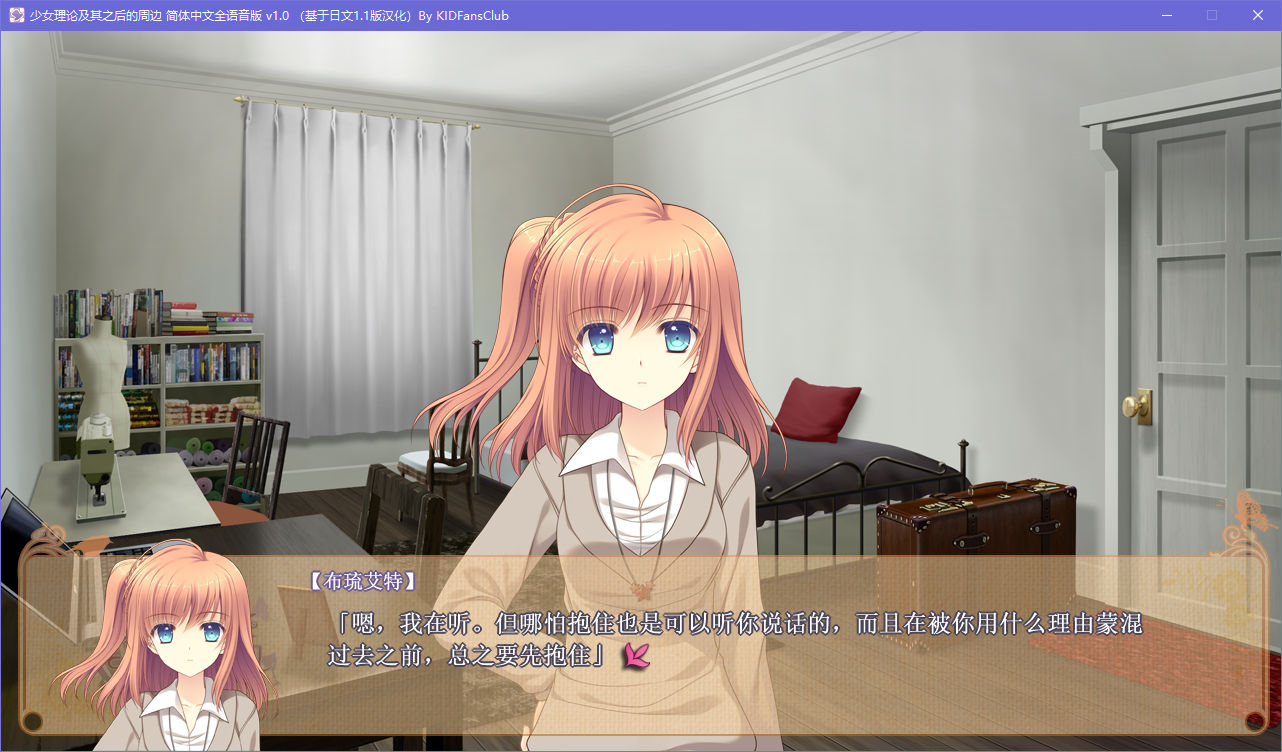 少女理论及其之后的周边 简体中文全语音版 v1.0 （基于日文1.1版汉化）By KIDFansClub
【布琉艾特】
「嗯，我在听。但哪怕抱住也是可以听你说话的，而且在被你用什么理由蒙混
过去之前，总之要先抱住」